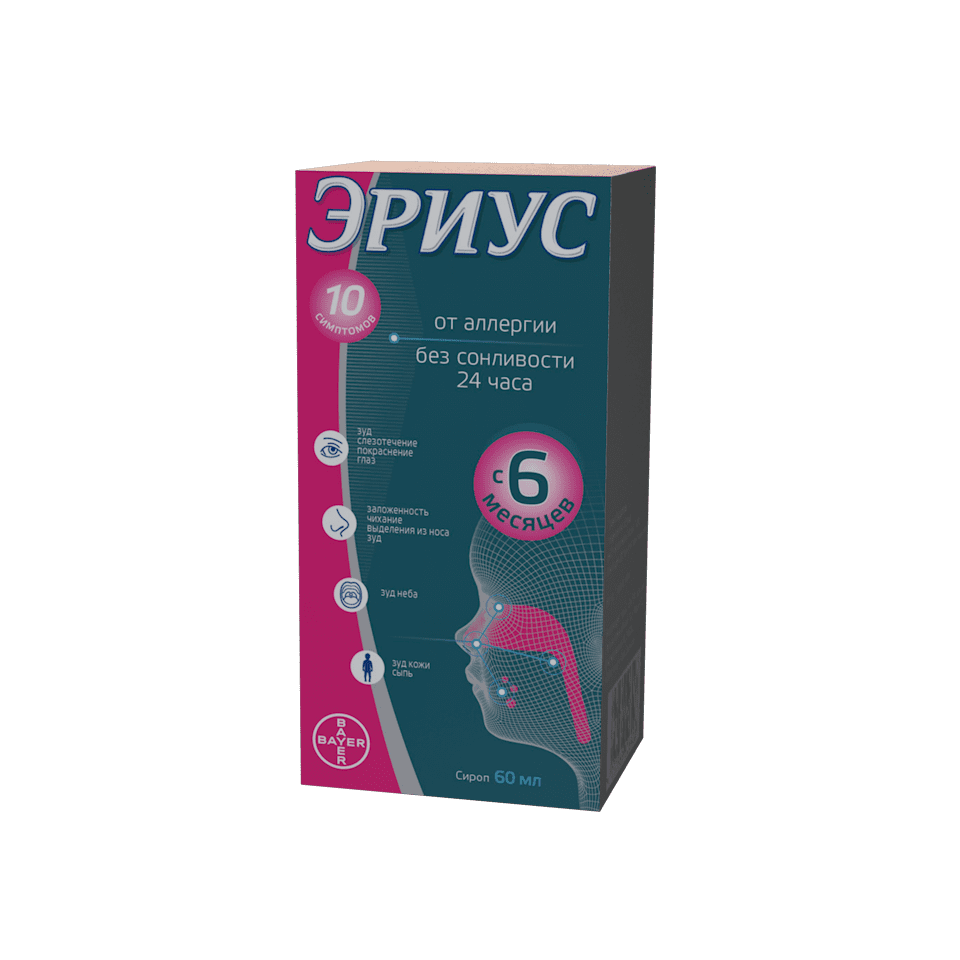 ЭРИУС
10
симптомов
от аллергии
без сонливости
24 часа
зуд
слезотечение
покраснение
глаз
с 6
месяцев
заложенность
чихание
выделения из носа
зуд
зуд неба
зуд кожи
сыпь
BAYER
BAYER
Сироп 60 мл